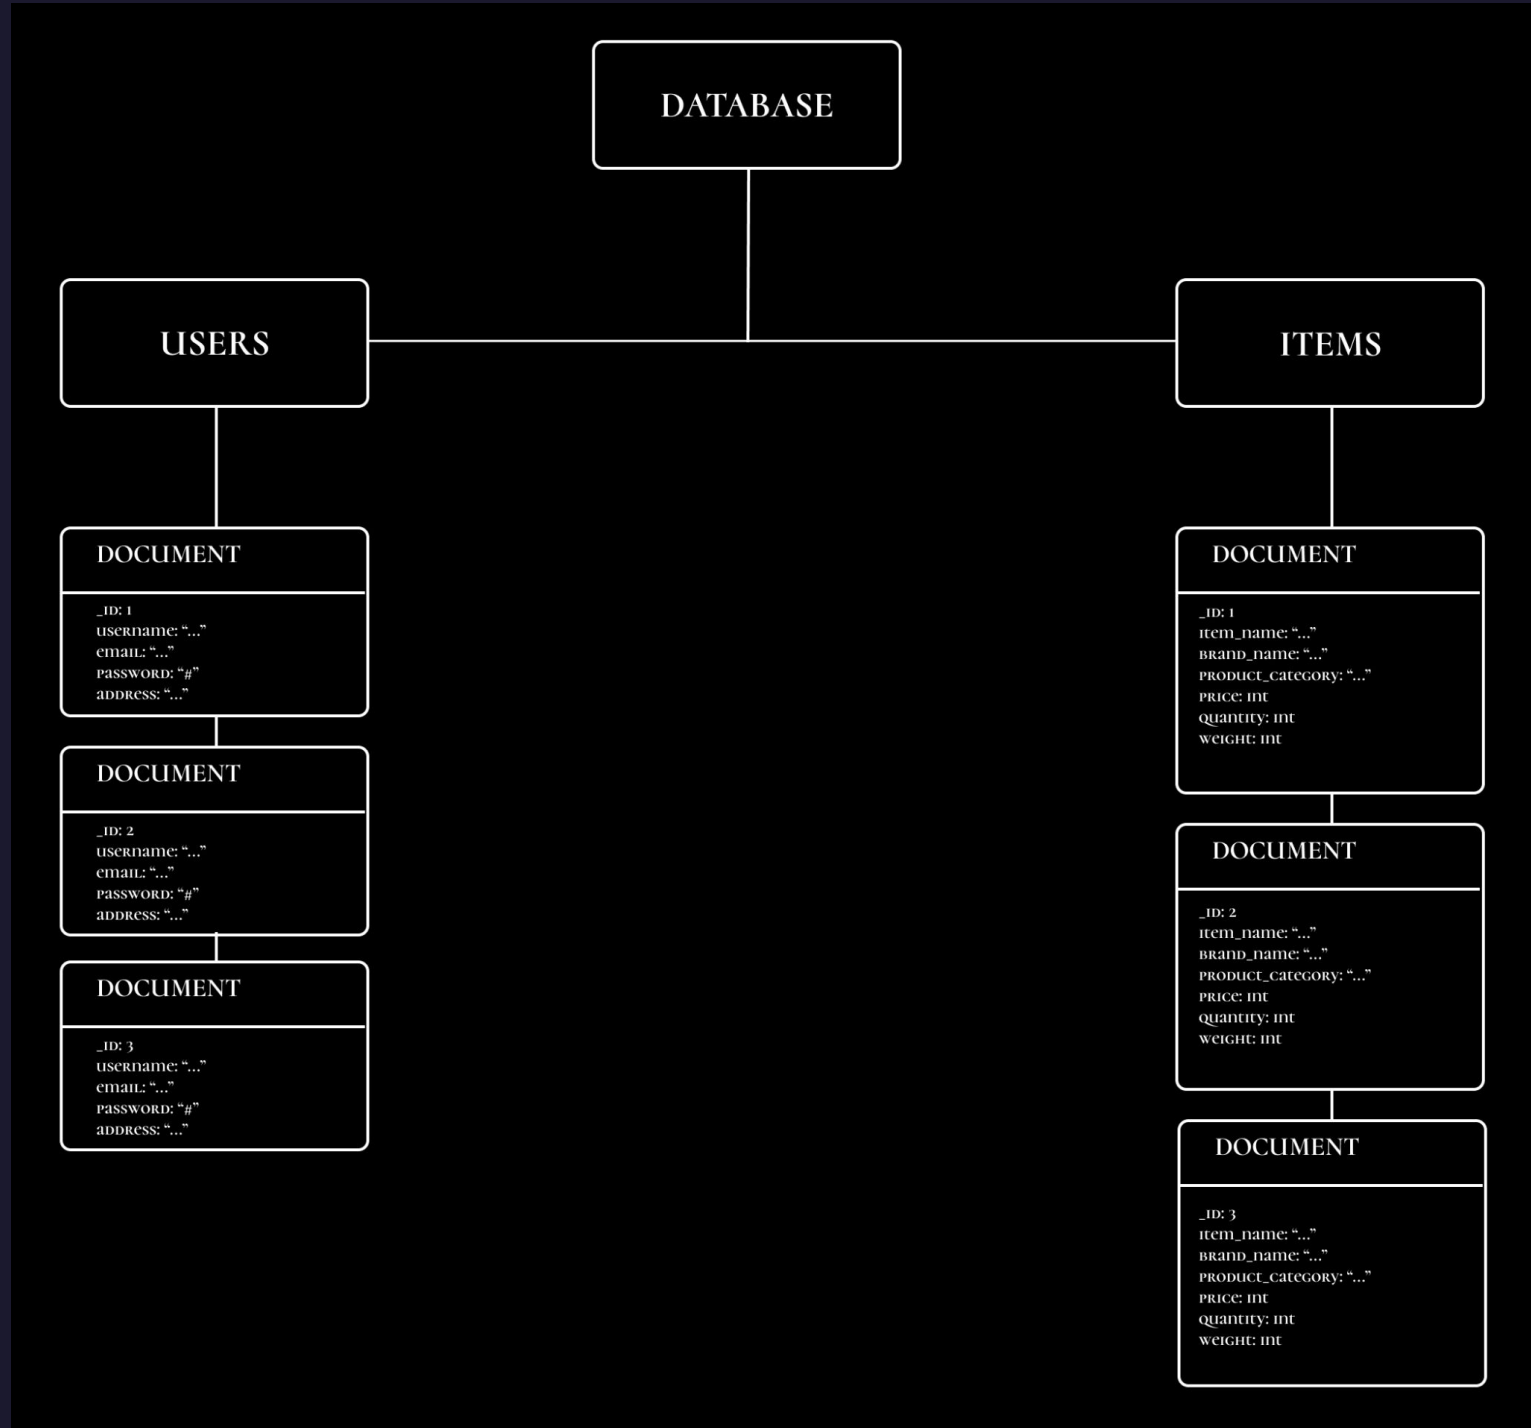 DATABASE
USERS
ITEMS
DOCUMENT
_ID: 1
username: “...”
email: “...”
password: “#”
address: “...”
DOCUMENT
_ID: 2
username: “...”
email: “...”
password: “#”
address: “...”
DOCUMENT
_ID: 3
username: “...”
email: “...”
password: “#”
address: “...”
DOCUMENT
_ID: 1
item_name: “...”
brand_name: “...”
product_category: “...”
price: int
quantity: int
weight: int
DOCUMENT
_ID: 2
item_name: “...”
brand_name: “...”
product_category: “...”
price: int
quantity: int
weight: int
DOCUMENT
_ID: 3
item_name: “...”
brand_name: “...”
product_category: “...”
price: int
quantity: int
weight: int